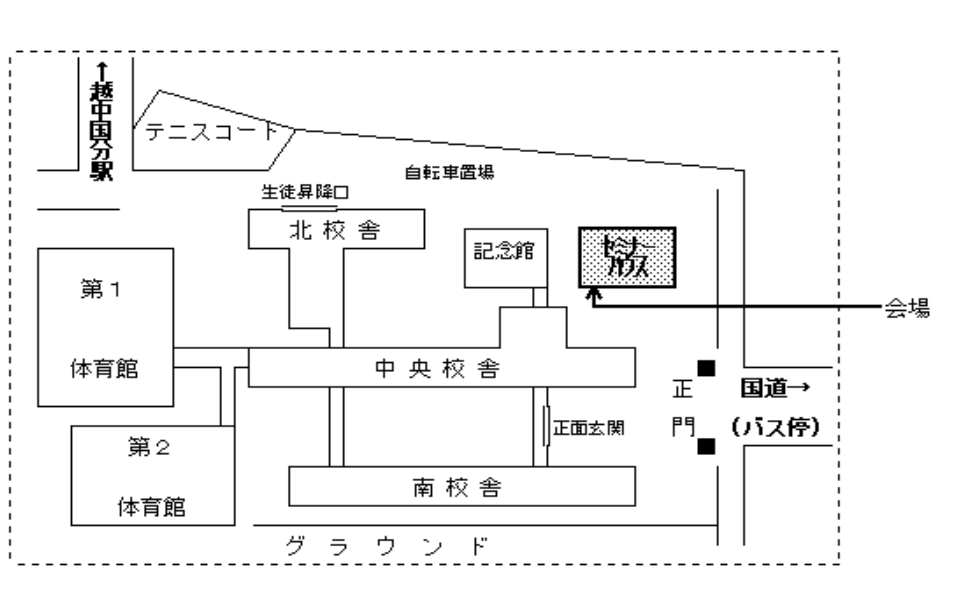 ←越中国分駅
テニスコート
自転車置場
生徒昇降口
北校舎
記念館
セミナー
ハウス
第1
会場
体育館
中央校舎
正門
国道→
(バス停)
正面玄関
第2
体育館
南校舎
グラウンド